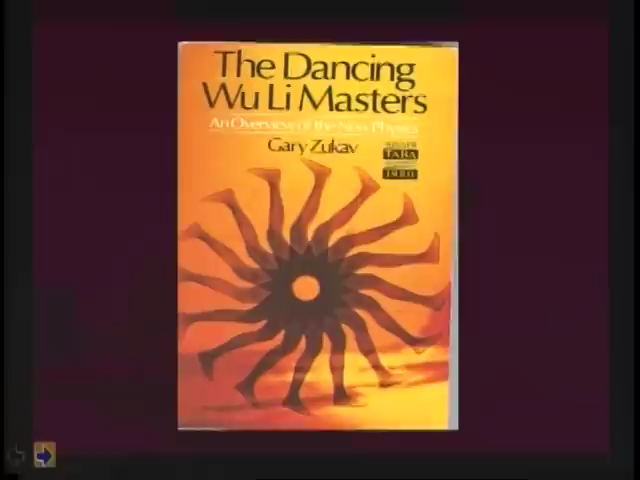 The Dancing
Wu Li Masters
An Overview of the New Physics
Gary Zukav